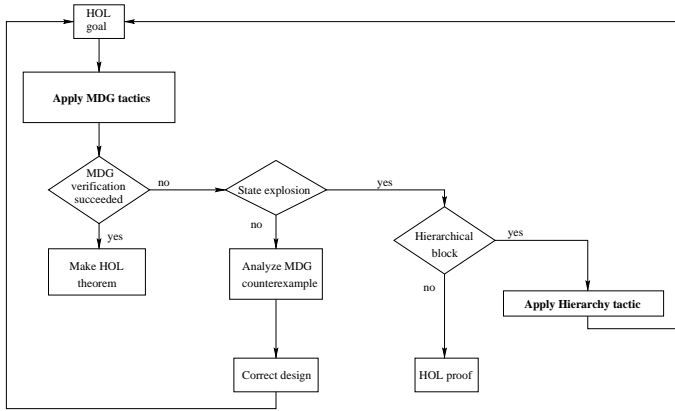 HOL
goal
Apply MDG tactics
MDG
verification
succeeded
no
State explosion
yes
yes
no
Hierarchical
block
yes
Make HOL
theorem
Analyze MDG
counterexample
no
Apply Hierarchy tactic
Correct design
HOL proof